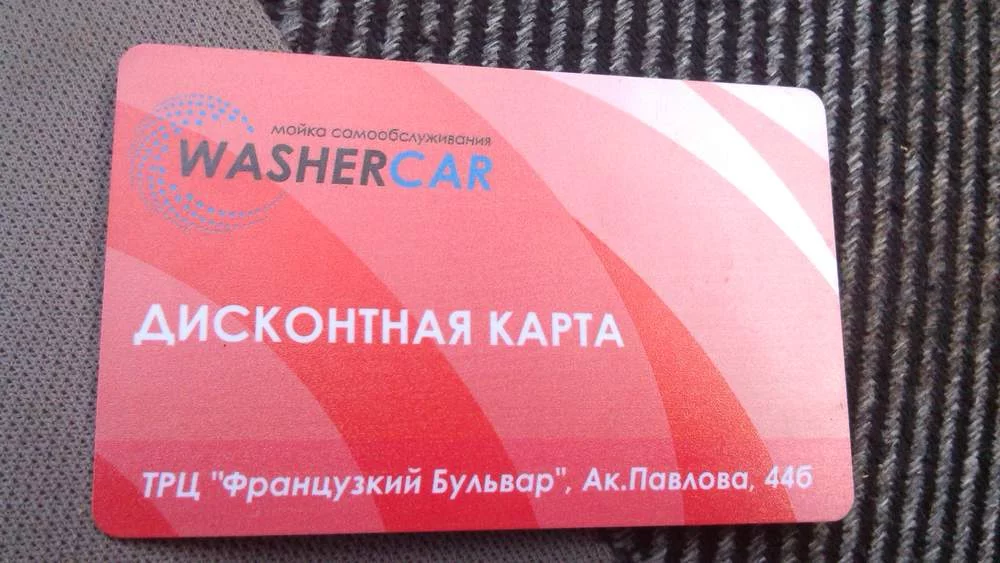 мойка самообслуживания
WASHERCAR
ДИСКОНТНАЯ КАРТА
ТРЦ "Французкий Бульвар", Ак.Павлова, 44б